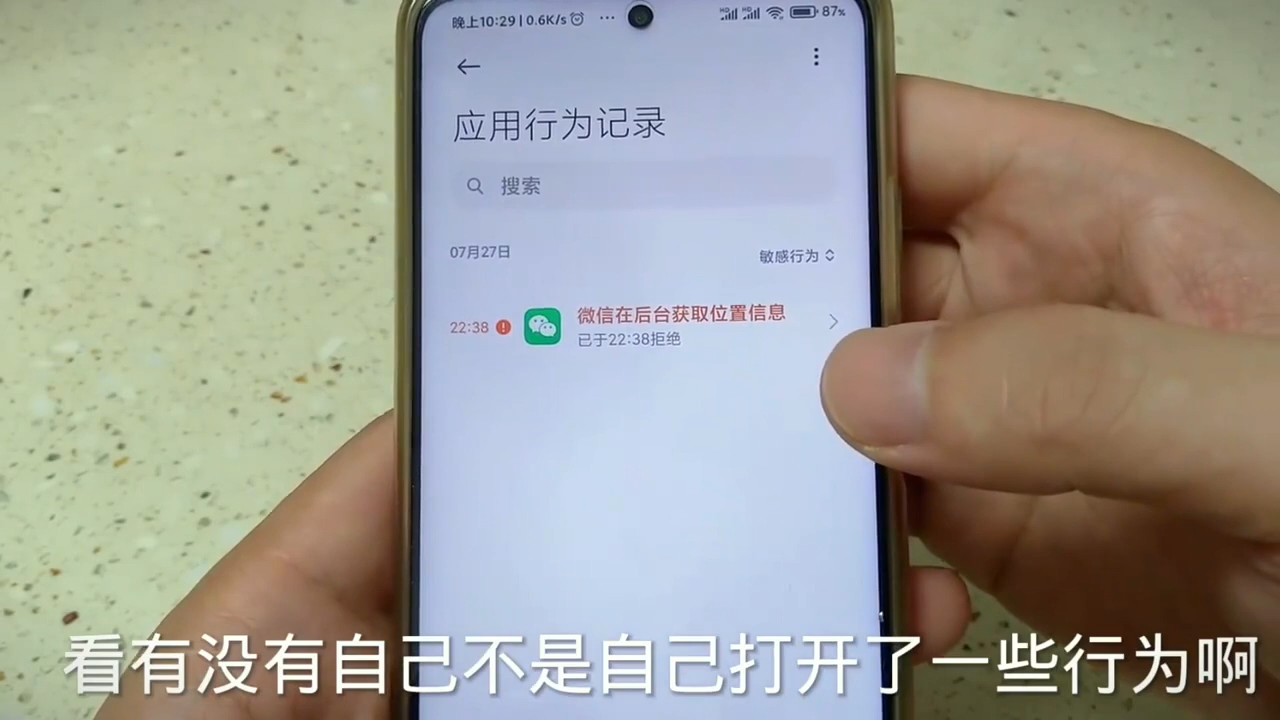 晚上10:29 | 0.6K/s ··· 87%
应用行为记录
搜索
07月27日 敏感行为
22:38 微信在后台获取位置信息
已于22:38拒绝
看有没有自己不是自己打开了一些行为啊